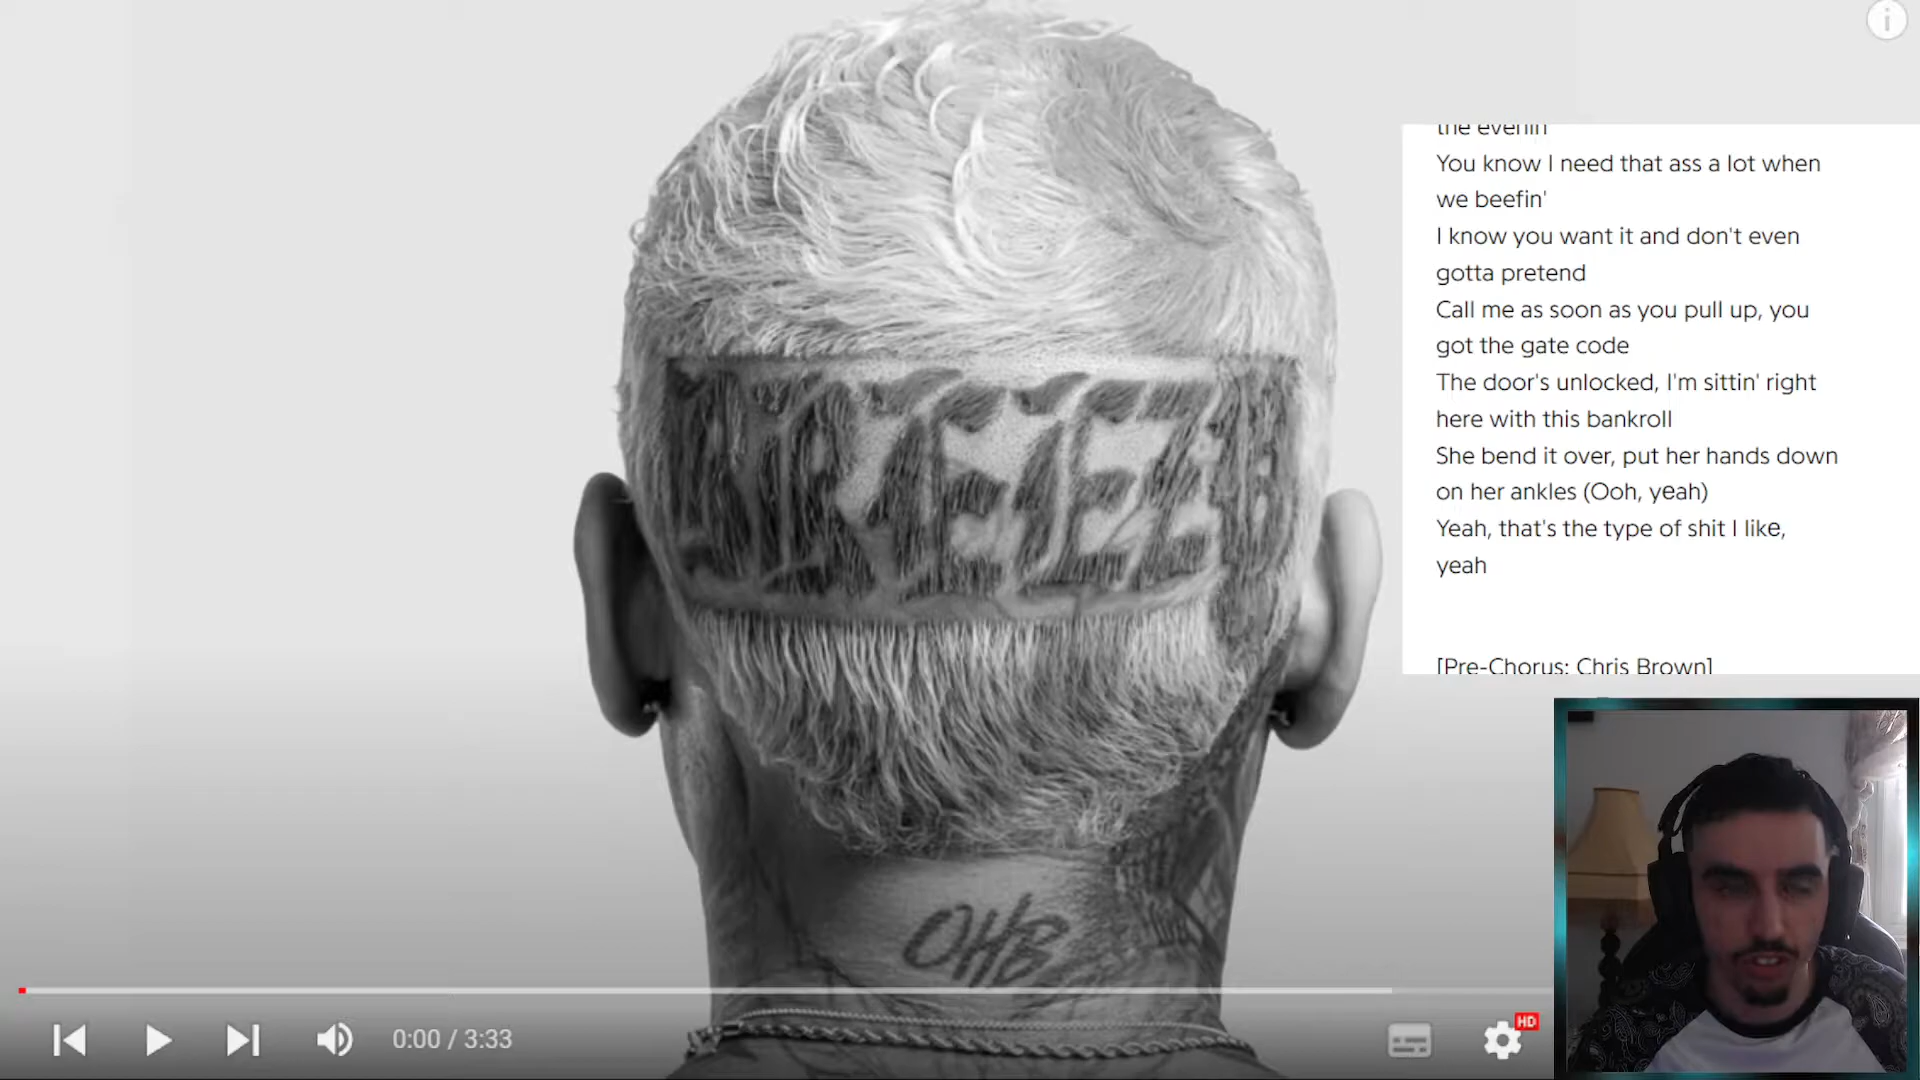 the evenin'
You know I need that ass a lot when
we beefin'
I know you want it and don't even
gotta pretend
Call me as soon as you pull up, you
got the gate code
The door's unlocked, I'm sittin' right
here with this bankroll
She bend it over, put her hands down
on her ankles (Ooh, yeah)
Yeah, that's the type of shit I like,
yeah
[Pre-Chorus: Chris Brown]
BREEZY
OHB
0:00 / 3:33
HD